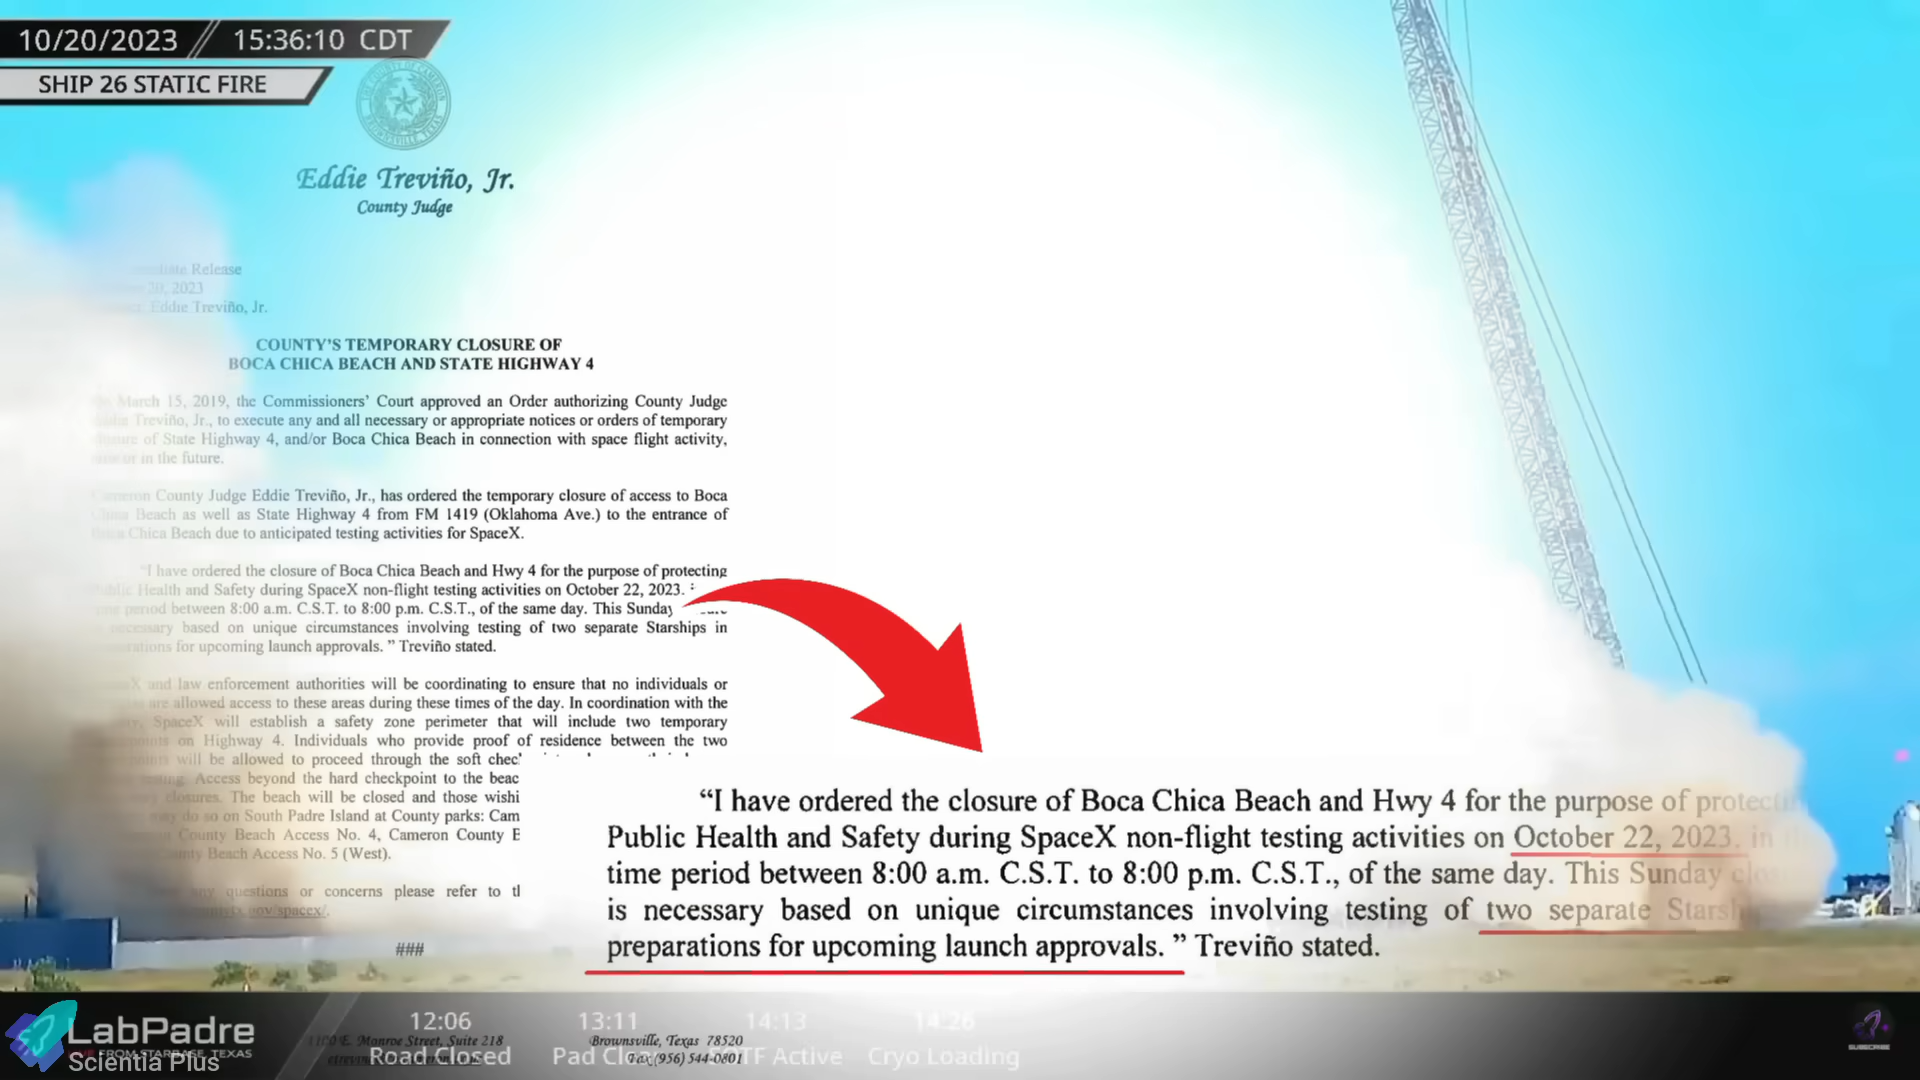 10/20/2023 // 15:36:10 CDT
SHIP 26 STATIC FIRE
Eddie Treviño, Jr.
County Judge
Release
20, 2023
Eddie Treviño, Jr.
COUNTY'S TEMPORARY CLOSURE OF
BOCA CHICA BEACH AND STATE HIGHWAY 4
March 15, 2019, the Commissioners' Court approved an Order authorizing County Judge
Treviño, Jr., to execute any and all necessary or appropriate notices or orders of temporary
of State Highway 4, and/or Boca Chica Beach in connection with space flight activity,
or in the future.
County Judge Eddie Treviño, Jr., has ordered the temporary closure of access to Boca
Beach as well as State Highway 4 from FM 1419 (Oklahoma Ave.) to the entrance of
Chica Beach due to anticipated testing activities for SpaceX.
"I have ordered the closure of Boca Chica Beach and Hwy 4 for the purpose of protecting
Health and Safety during SpaceX non-flight testing activities on October 22, 2023.
period between 8:00 a.m. C.S.T. to 8:00 p.m. C.S.T., of the same day. This Sunday
necessary based on unique circumstances involving testing of two separate Starships in
for upcoming launch approvals. " Treviño stated.
and law enforcement authorities will be coordinating to ensure that no individuals or
are allowed access to these areas during these times of the day. In coordination with the
SpaceX will establish a safety zone perimeter that will include two temporary
on Highway 4. Individuals who provide proof of residence between the two
will be allowed to proceed through the soft
Access beyond the hard checkpoint to the
closures. The beach will be closed and those
may do so on South Padre Island at County parks:
County Beach Access No. 4, Cameron County
County Beach Access No. 5 (West).
any questions or concerns please refer to
/spacex/.
###
"I have ordered the closure of Boca Chica Beach and Hwy 4 for the purpose of
Public Health and Safety during SpaceX non-flight testing activities on October 22, 2023. in
time period between 8:00 a.m. C.S.T. to 8:00 p.m. C.S.T., of the same day. This Sunday
is necessary based on unique circumstances involving testing of two separate
preparations for upcoming launch approvals. " Treviño stated.
LabPadre
FROM STARBASE, TEXAS
Scientia Plus
12:06
Road Closed
13:11
Pad
14:13
Active
14:26
Cryo Loading
E. Monroe Street, Suite 218
Brownsville, Texas 78520
Fax (956) 544-0801
SUBSCRIBE